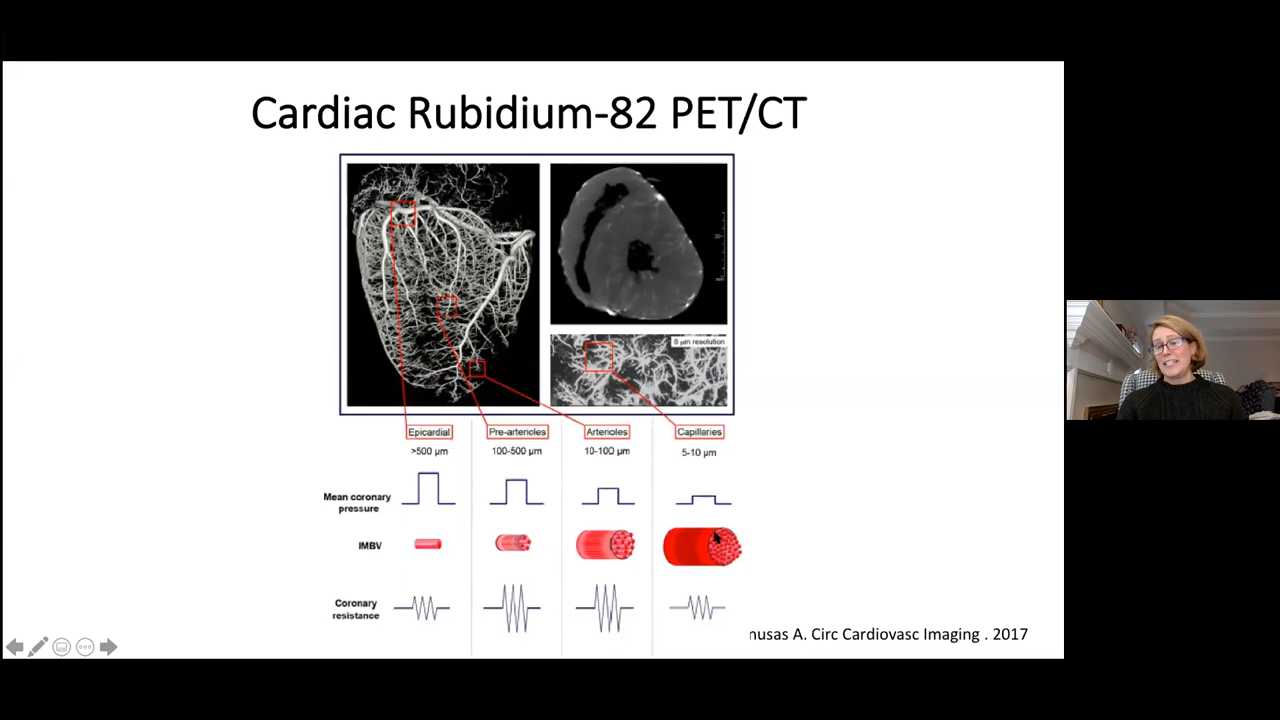 Cardiac Rubidium-82 PET/CT
6 µm resolution
Epicardial
Pre-arterioles
Arterioles
Capillaries
>500 µm
100-500 µm
10-100 µm
5-10 µm
Mean coronary
pressure
IMBV
Coronary
resistance
nusas A. Circ Cardiovasc Imaging . 2017